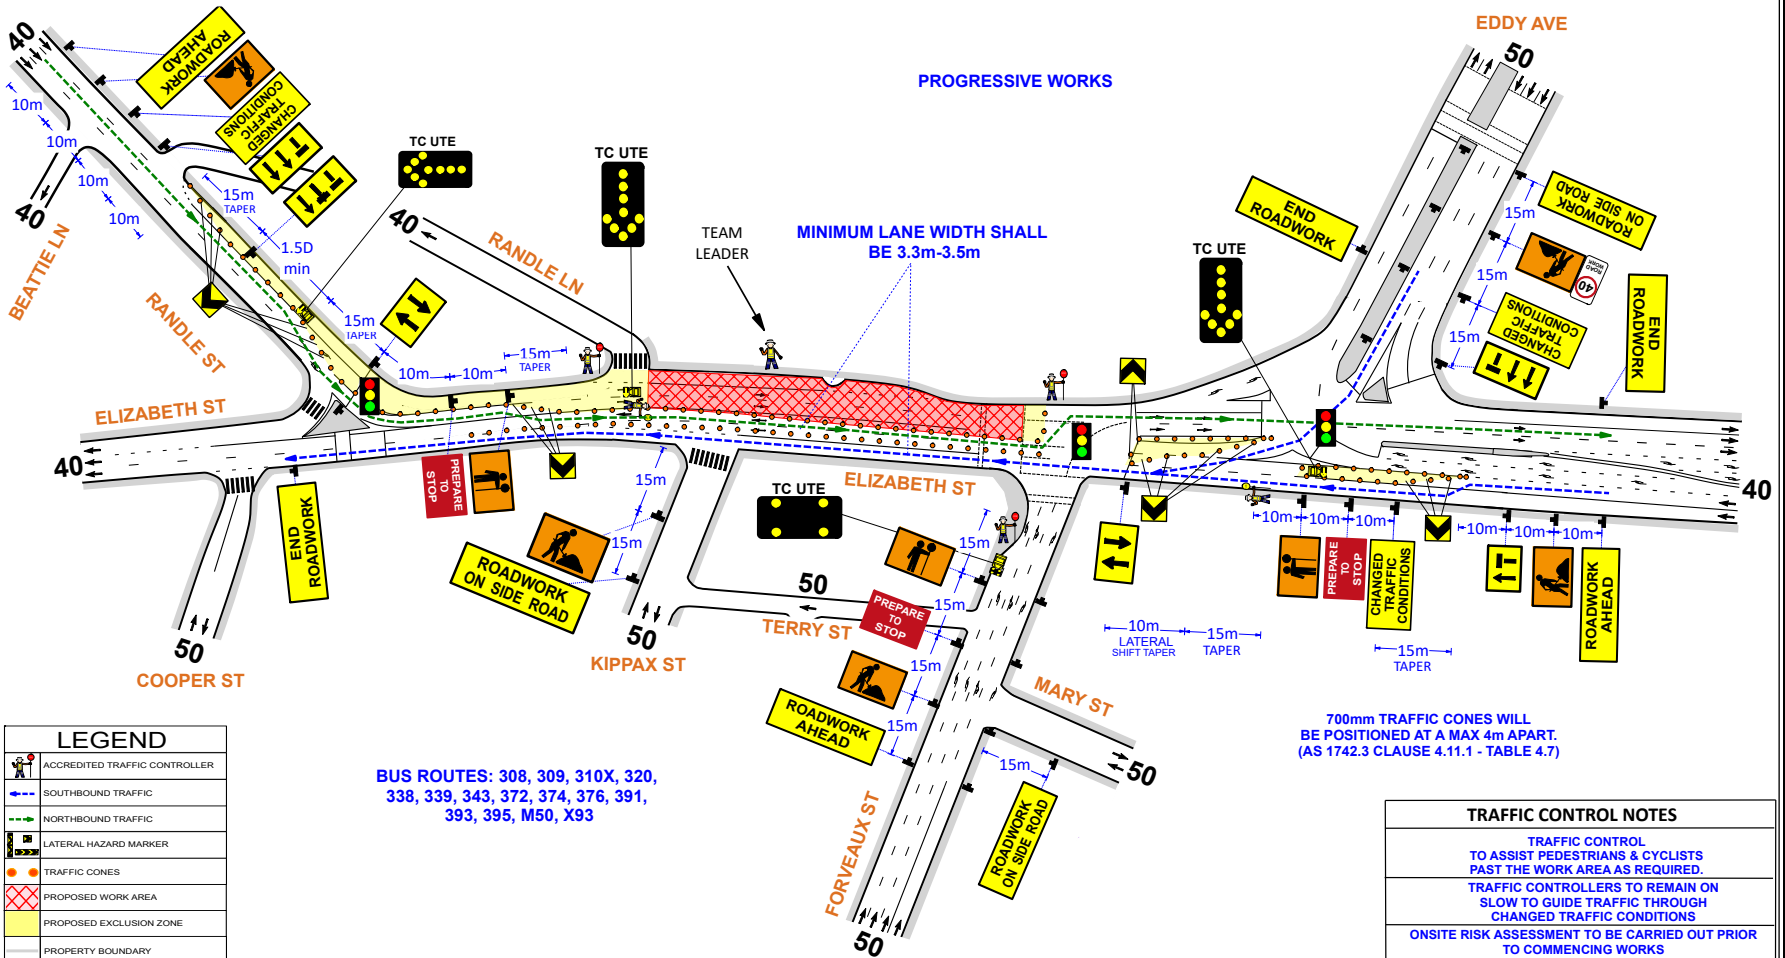 EDDY AVE
50
PROGRESSIVE WORKS
40
ROADWORK
AHEAD
CHANGED
TRAFFIC
CONDITIONS
10m
10m
10m
10m
40
BEATTIE LN
15m
TAPER
1.5D
min
15m
TAPER
RANDLE ST
TC UTE
TC UTE
40
RANDLE LN
TEAM
LEADER
MINIMUM LANE WIDTH SHALL
BE 3.3m-3.5m
TC UTE
END
ROADWORK
ROADWORK
ON SIDE ROAD
15m
15m
15m
ROAD
WORK
40
CHANGED
TRAFFIC
CONDITIONS
END
ROADWORK
10m
10m
15m
TAPER
ELIZABETH ST
40
PREPARE
TO
STOP
END
ROADWORK
50
COOPER ST
15m
15m
ROADWORK
ON SIDE ROAD
50
KIPPAX ST
ELIZABETH ST
TC UTE
50
TERRY ST
PREPARE
TO
STOP
15m
15m
15m
15m
ROADWORK
AHEAD
FORVEAUX ST
50
MARY ST
50
15m
ROADWORK
ON SIDE ROAD
10m
LATERAL
SHIFT TAPER
15m
TAPER
10m
10m
10m
PREPARE
TO
STOP
CHANGED
TRAFFIC
CONDITIONS
15m
TAPER
10m
10m
10m
ROADWORK
AHEAD
40
700mm TRAFFIC CONES WILL
BE POSITIONED AT A MAX 4m APART.
(AS 1742.3 CLAUSE 4.11.1 - TABLE 4.7)
BUS ROUTES: 308, 309, 310X, 320,
338, 339, 343, 372, 374, 376, 391,
393, 395, M50, X93
LEGEND
ACCREDITED TRAFFIC CONTROLLER
SOUTHBOUND TRAFFIC
NORTHBOUND TRAFFIC
LATERAL HAZARD MARKER
TRAFFIC CONES
PROPOSED WORK AREA
PROPOSED EXCLUSION ZONE
PROPERTY BOUNDARY
TRAFFIC CONTROL NOTES
TRAFFIC CONTROL
TO ASSIST PEDESTRIANS & CYCLISTS
PAST THE WORK AREA AS REQUIRED.
TRAFFIC CONTROLLERS TO REMAIN ON
SLOW TO GUIDE TRAFFIC THROUGH
CHANGED TRAFFIC CONDITIONS
ONSITE RISK ASSESSMENT TO BE CARRIED OUT PRIOR
TO COMMENCING WORKS